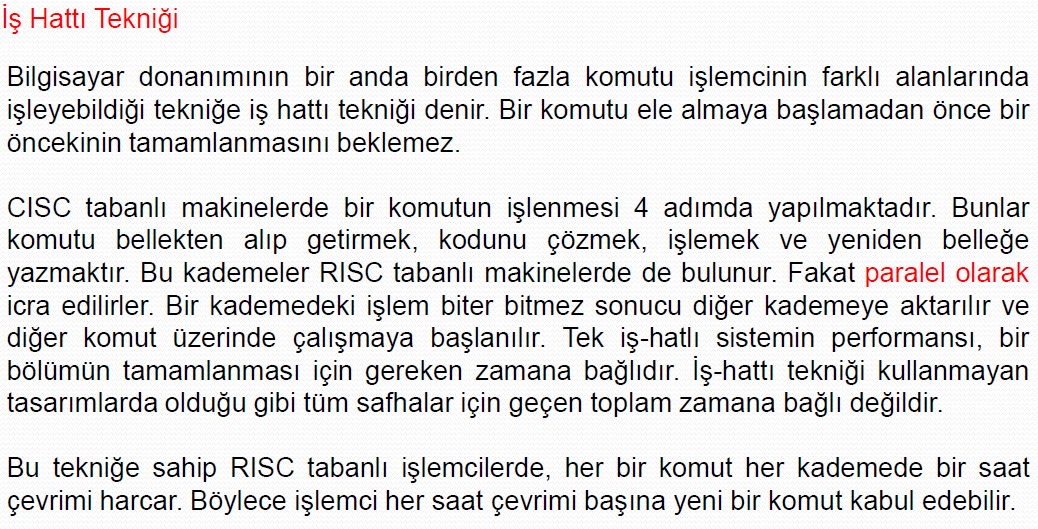 İş Hattı Tekniği
Bilgisayar donanımının bir anda birden fazla komutu işlemcinin farklı alanlarında
işleyebildiği tekniğe iş hattı tekniği denir. Bir komutu ele almaya başlamadan önce bir
öncekinin tamamlanmasını beklemez.
CISC tabanlı makinelerde bir komutun işlenmesi 4 adımda yapılmaktadır. Bunlar
komutu bellekten alıp getirmek, kodunu çözmek, işlemek ve yeniden belleğe
yazmaktır. Bu kademeler RISC tabanlı makinelerde de bulunur. Fakat paralel olarak
icra edilirler. Bir kademedeki işlem biter bitmez sonucu diğer kademeye aktarılır ve
diğer komut üzerinde çalışmaya başlanılır. Tek iş-hatlı sistemin performansı, bir
bölümün tamamlanması için gereken zamana bağlıdır. İş-hattı tekniği kullanmayan
tasarımlarda olduğu gibi tüm safhalar için geçen toplam zamana bağlı değildir.
Bu tekniğe sahip RISC tabanlı işlemcilerde, her bir komut her kademede bir saat
çevrimi harcar. Böylece işlemci her saat çevrimi başına yeni bir komut kabul edebilir.